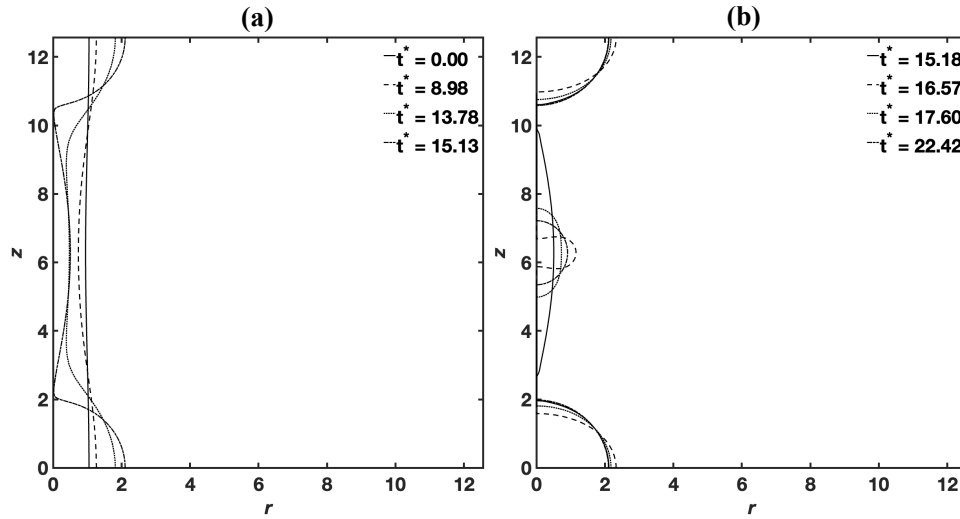 (a)
12
10
8
6
4
2
0
z
0 2 4 6 8 10 12
r
t* = 0.00
t* = 8.98
t* = 13.78
t* = 15.13
(b)
12
10
8
6
4
2
0
z
0 2 4 6 8 10 12
r
t* = 15.18
t* = 16.57
t* = 17.60
t* = 22.42